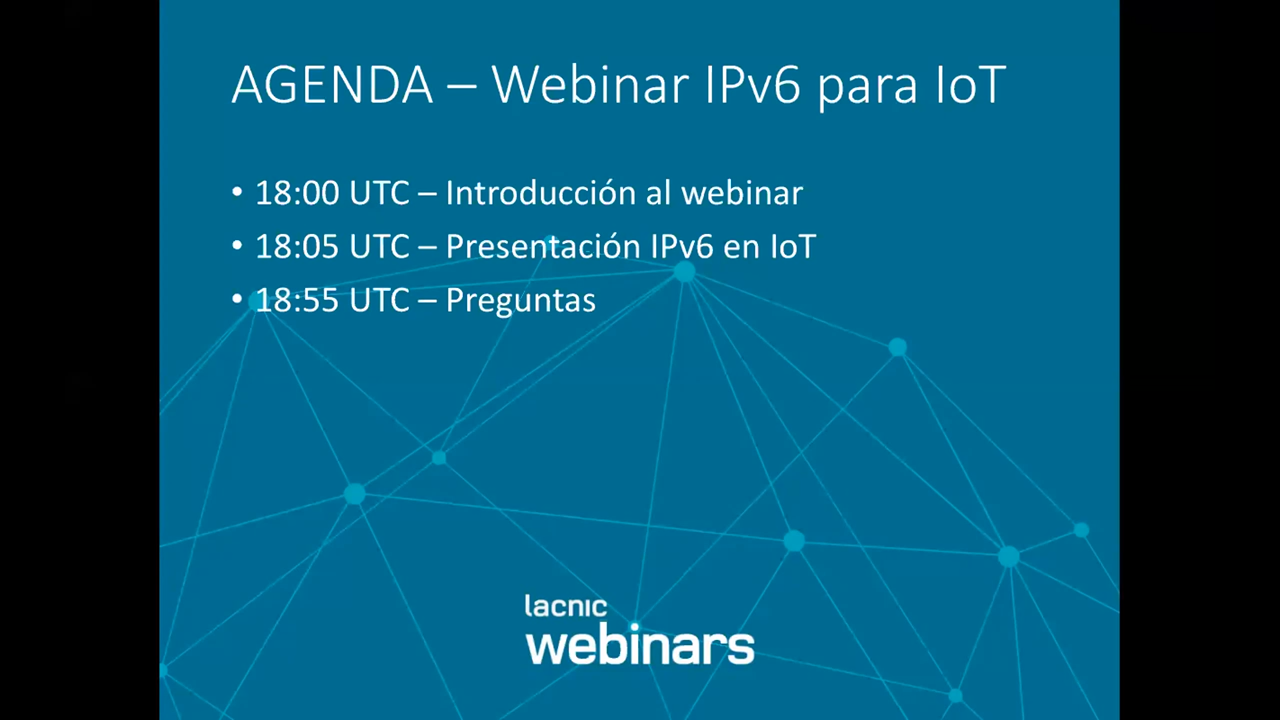 AGENDA – Webinar IPv6 para IoT
• 18:00 UTC – Introducción al webinar
• 18:05 UTC – Presentación IPv6 en IoT
• 18:55 UTC – Preguntas
lacnic
webinars